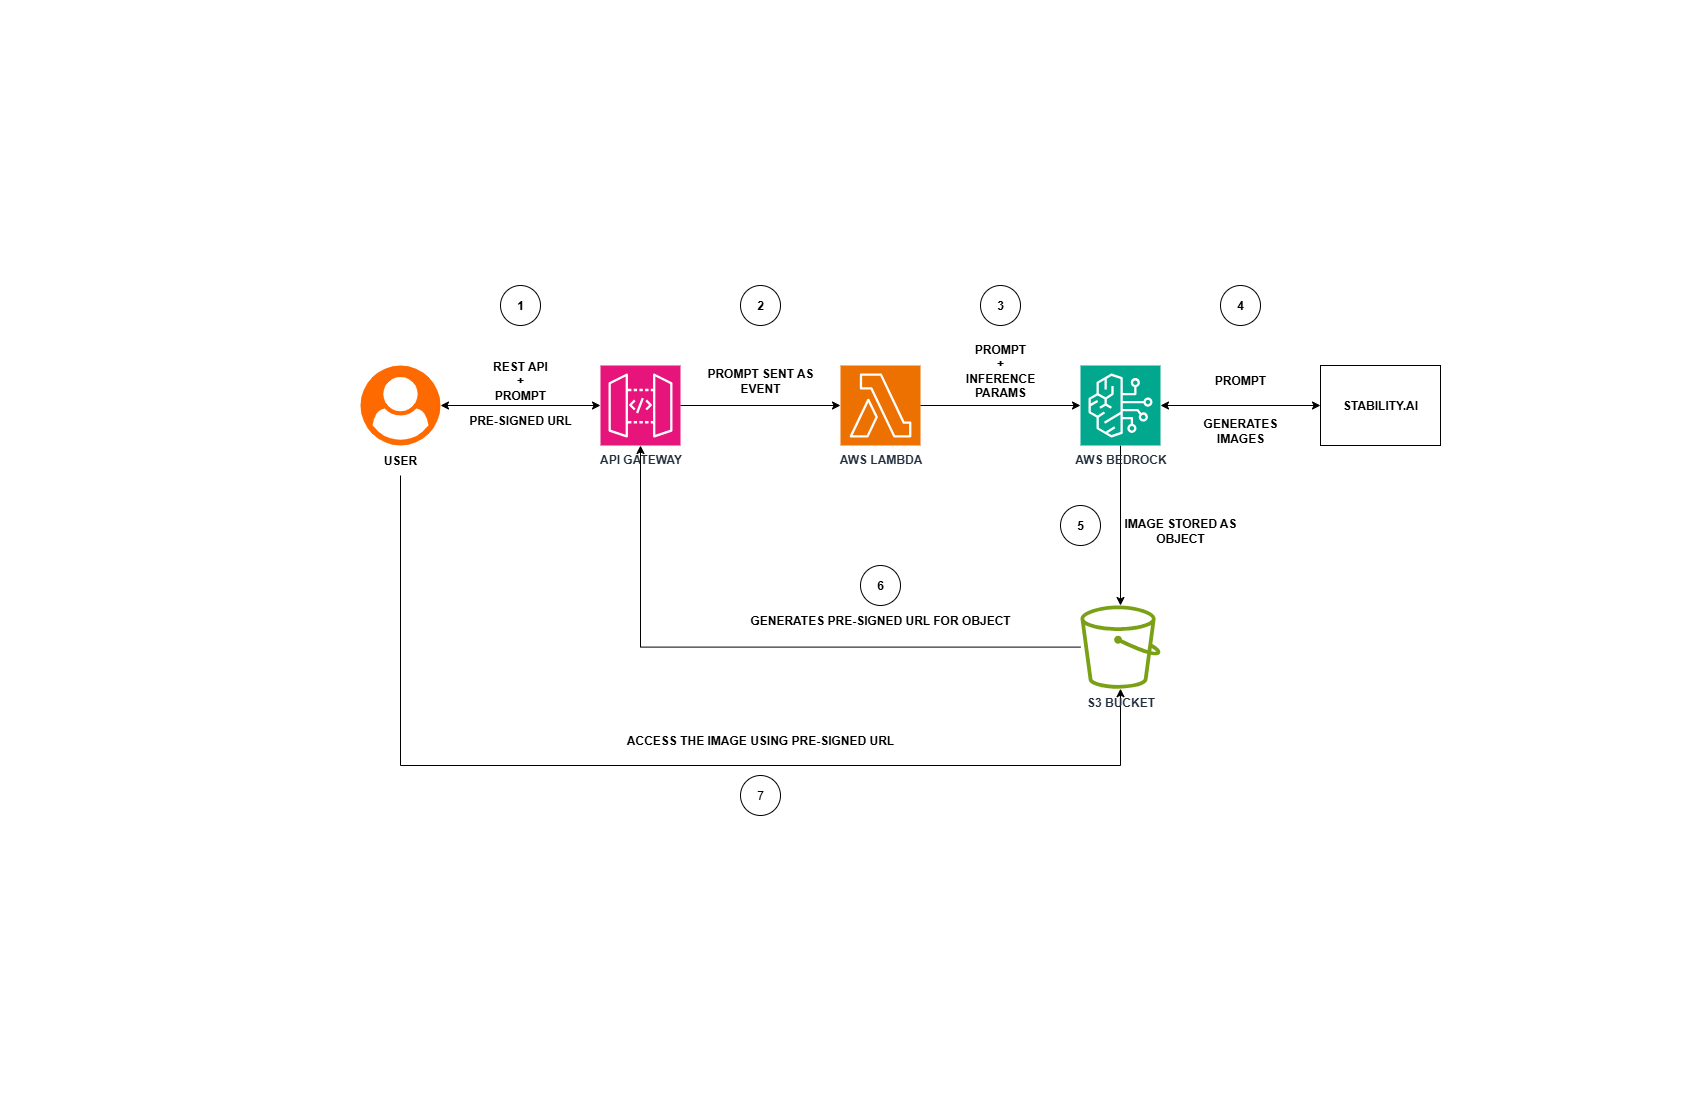 1
2
3
4
REST API
+
PROMPT
PRE-SIGNED URL
PROMPT SENT AS
EVENT
PROMPT
+
INFERENCE
PARAMS
PROMPT
GENERATES
IMAGES
STABILITY.AI
USER
API GATEWAY
AWS LAMBDA
AWS BEDROCK
5
IMAGE STORED AS
OBJECT
6
GENERATES PRE-SIGNED URL FOR OBJECT
S3 BUCKET
ACCESS THE IMAGE USING PRE-SIGNED URL
7